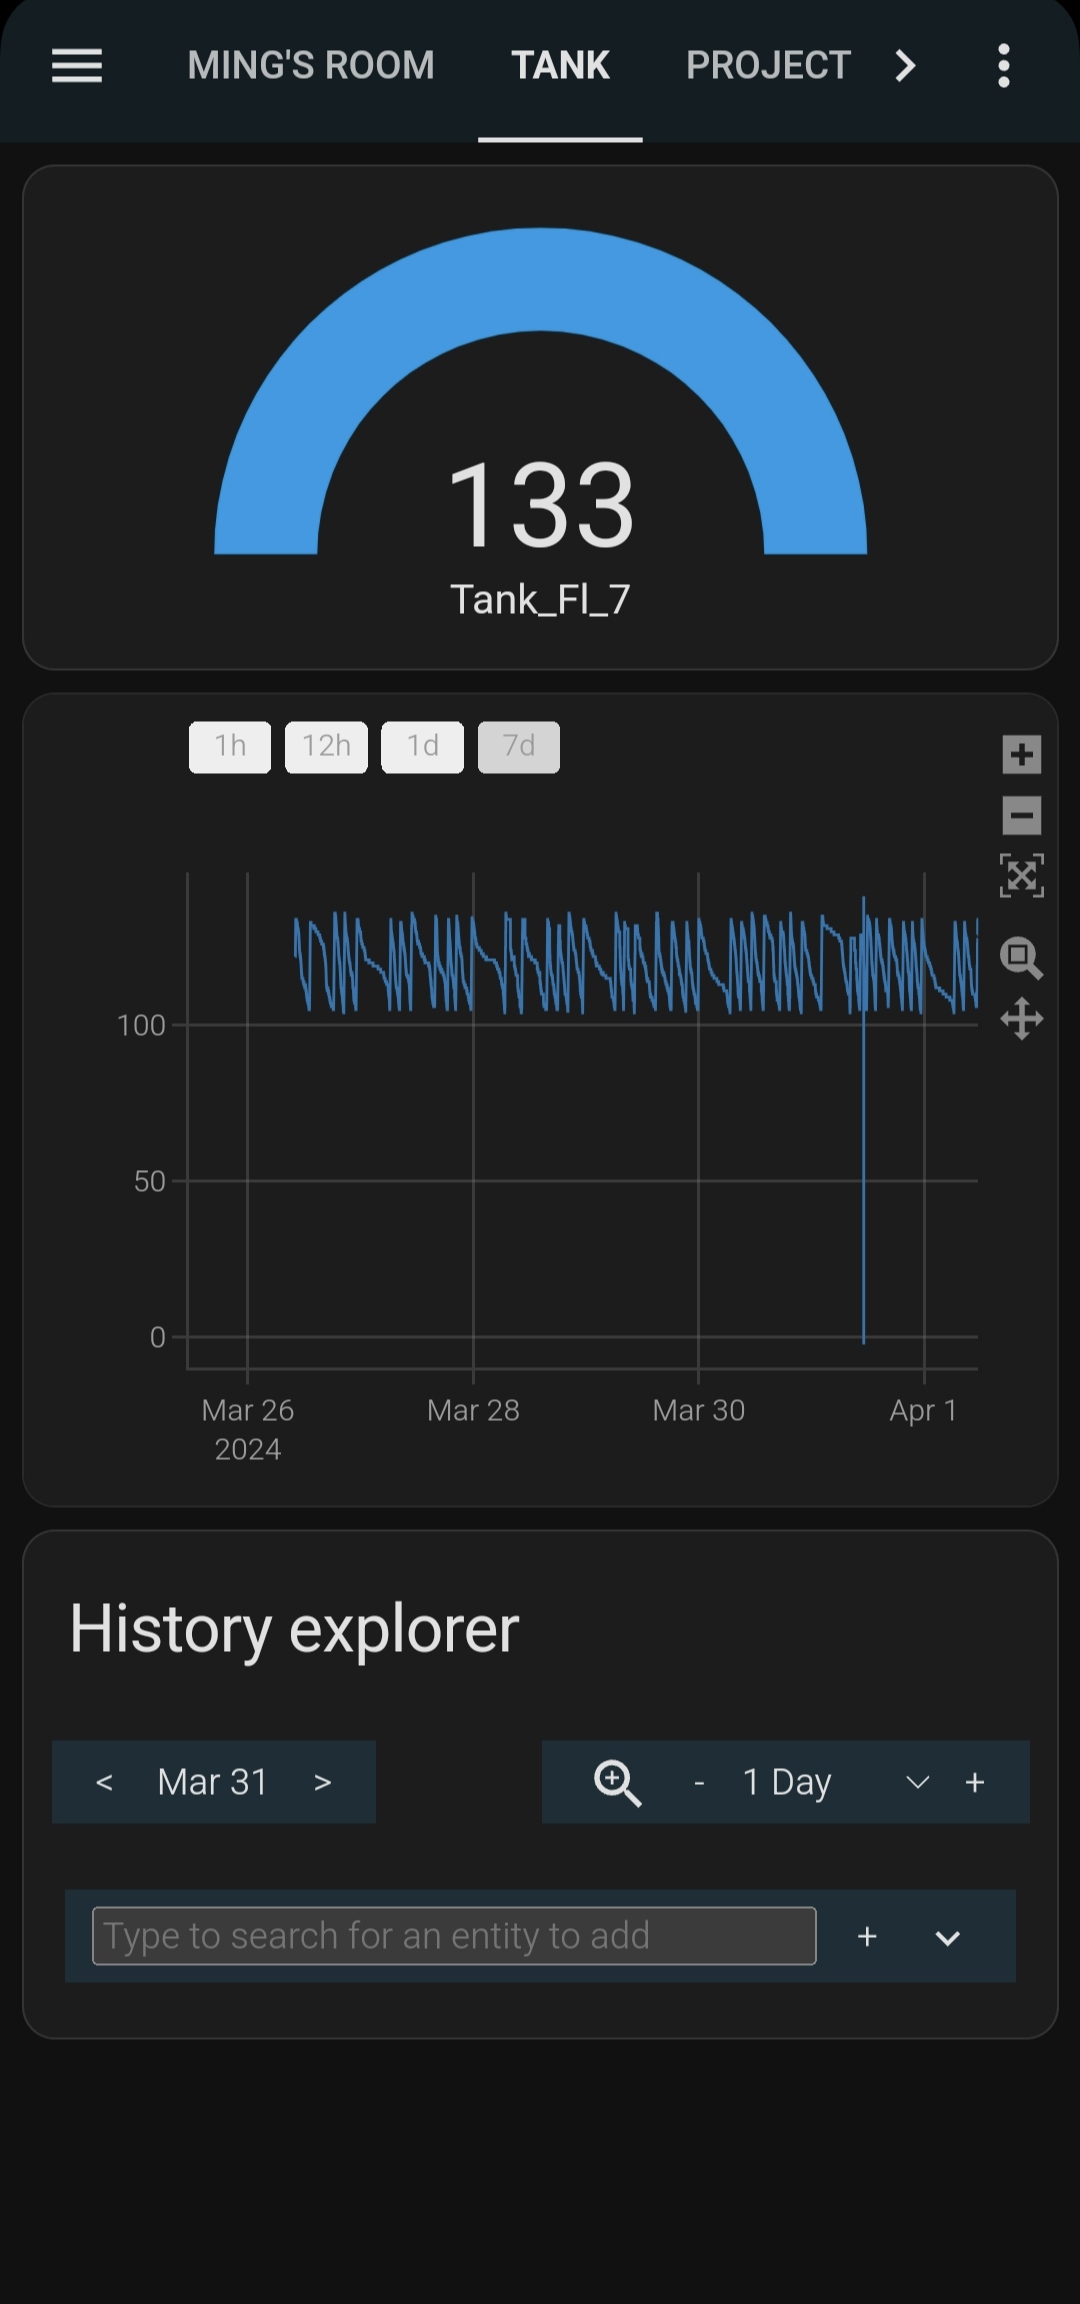 MING'S ROOM TANK PROJECT
133
Tank_Fl_7
1h 12h 1d 7d
100
50
0
Mar 26 Mar 28 Mar 30 Apr 1
2024
History explorer
< Mar 31 > - 1 Day +
Type to search for an entity to add +